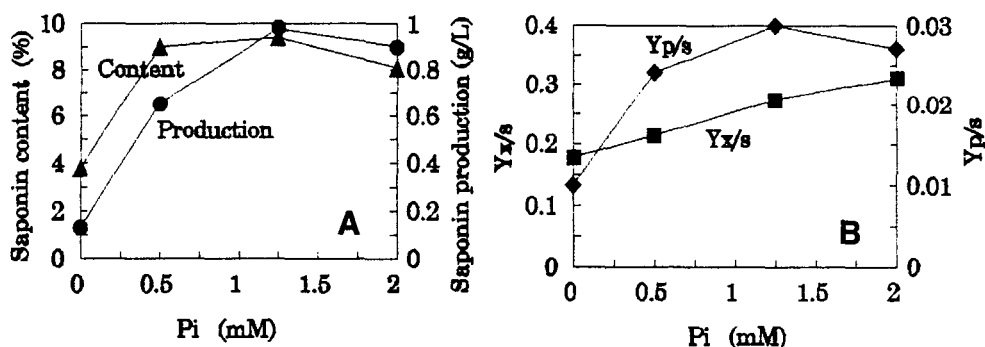 Saponin content (%)
10
8
6
4
2
0
Content
Production
A
1
0.8
0.6
0.4
0.2
0
Saponin production (g/L)
0
0.5
1
1.5
2
Pi (mM)
Yx/s
0.4
0.3
0.2
0.1
0
Yp/s
Yx/s
B
0.03
0.02
0.01
0
Yp/s
0
0.5
1
1.5
2
Pi (mM)